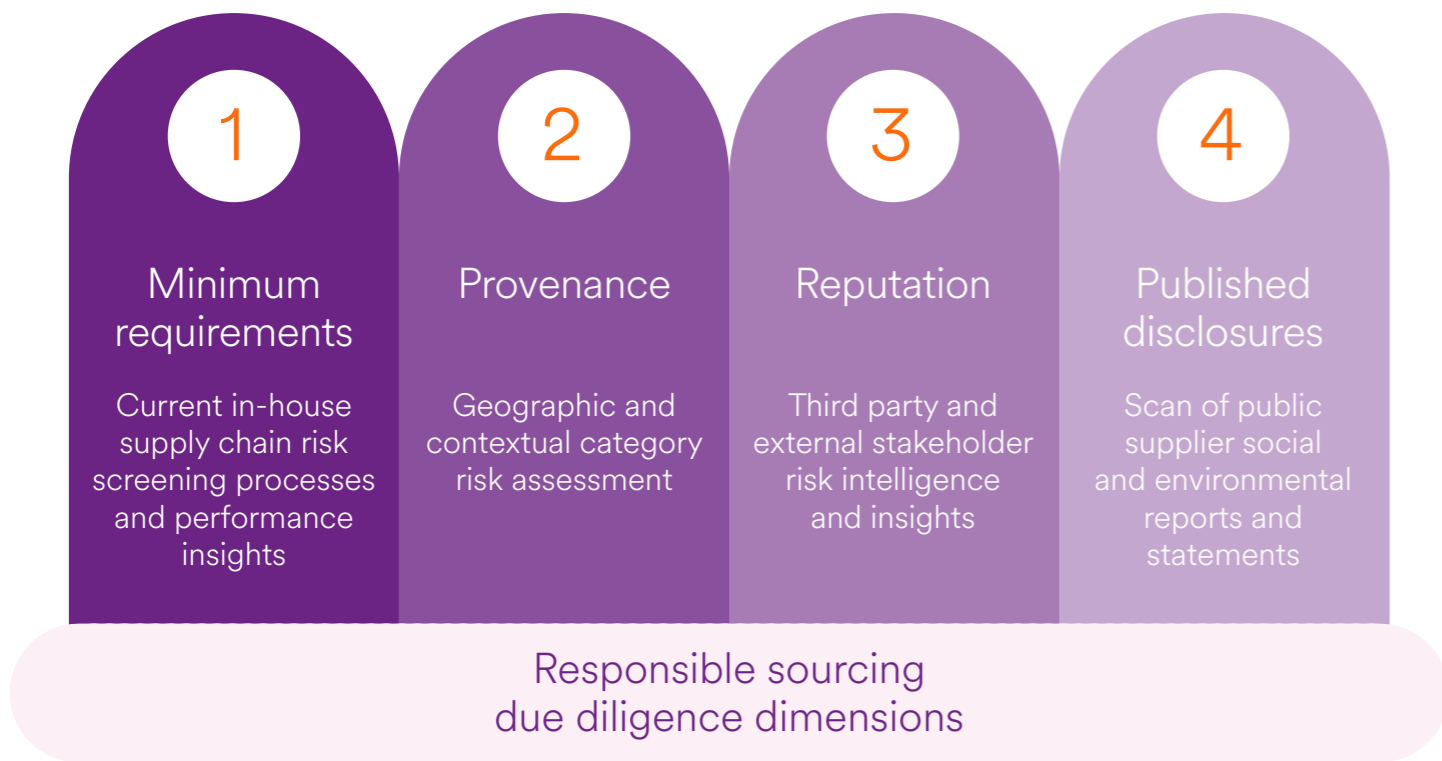 1
Minimum
requirements
Current in-house
supply chain risk
screening processes
and performance
insights
2
Provenance
Geographic and
contextual category
risk assessment
3
Reputation
Third party and
external stakeholder
risk intelligence
and insights
4
Published
disclosures
Scan of public
supplier social
and environmental
reports and
statements
Responsible sourcing
due diligence dimensions